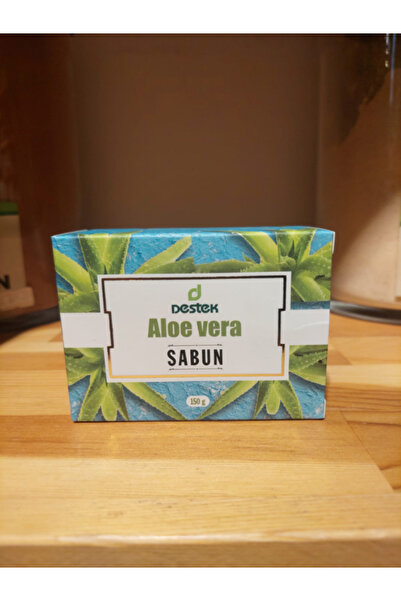 DESTEK
Aloe vera
SABUN
150 g
N